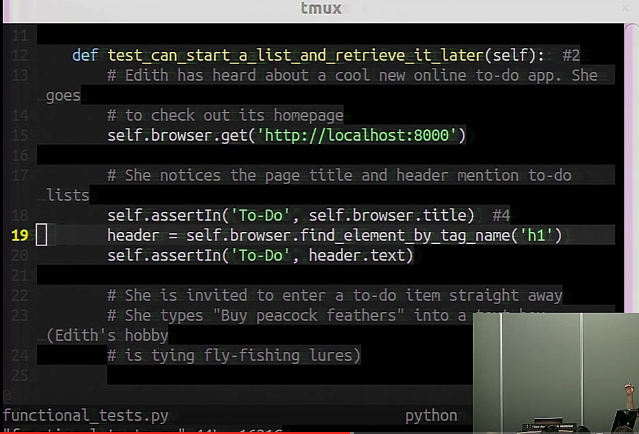 tmux
11
12 def test_can_start_a_list_and_retrieve_it_later(self): #2
13 # Edith has heard about a cool new online to-do app. She
…goes
14 # to check out its homepage
15 self.browser.get('http://localhost:8000')
16
17 # She notices the page title and header mention to-do
…lists
18 self.assertIn('To-Do', self.browser.title) #4
19 header = self.browser.find_element_by_tag_name('h1')
20 self.assertIn('To-Do', header.text)
21
22 # She is invited to enter a to-do item straight away
23 # She types "Buy peacock feathers" into a text box
…(Edith's hobby
24 # is tying fly-fishing lures)
25
@
functional_tests.py python